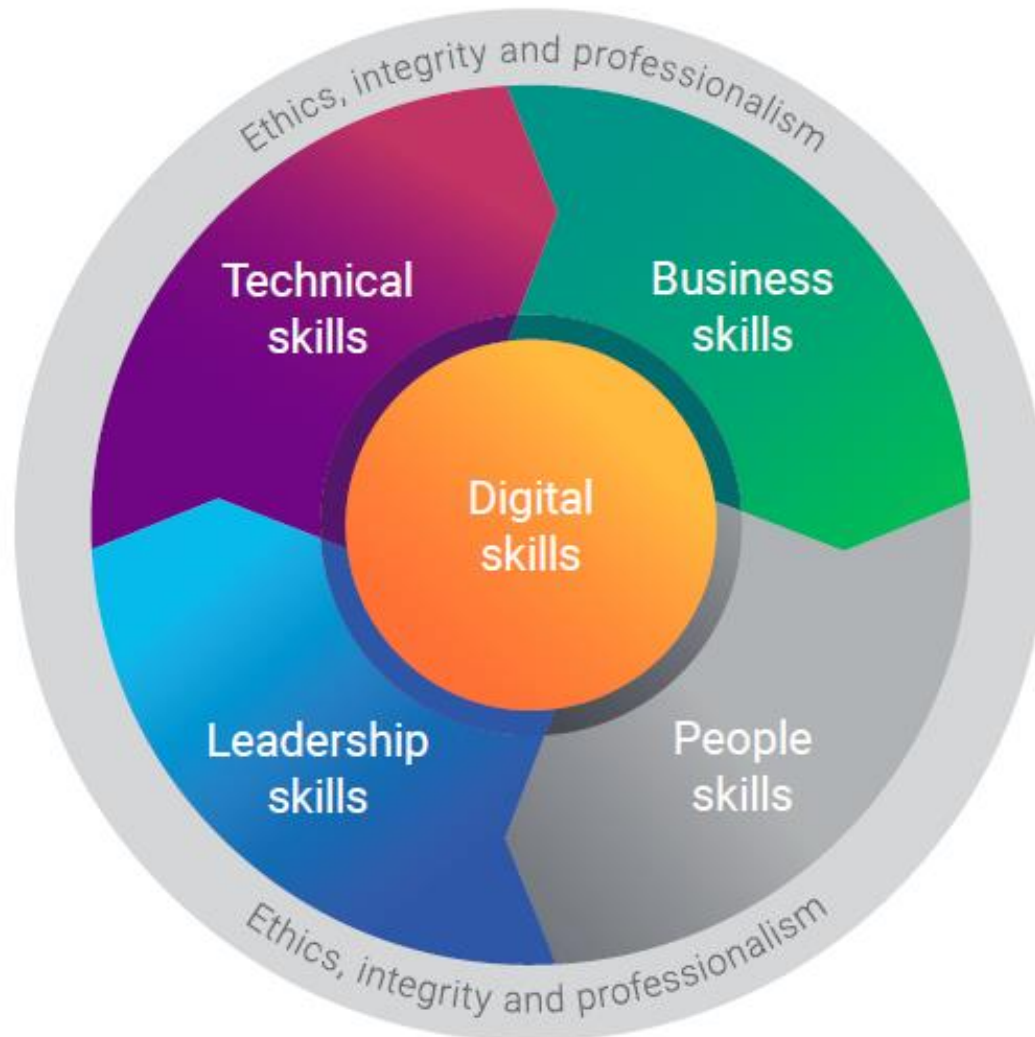 Ethics, integrity and professionalism
Technical
skills
Business
skills
Digital
skills
Leadership
skills
People
skills
Ethics, integrity and professionalism